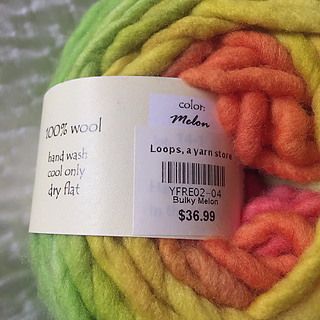 100% wool
hand wash
cool only
dry flat
color:
Melon
Loops, a yarn store
YFRE02-04
Bulky Melon
$36.99